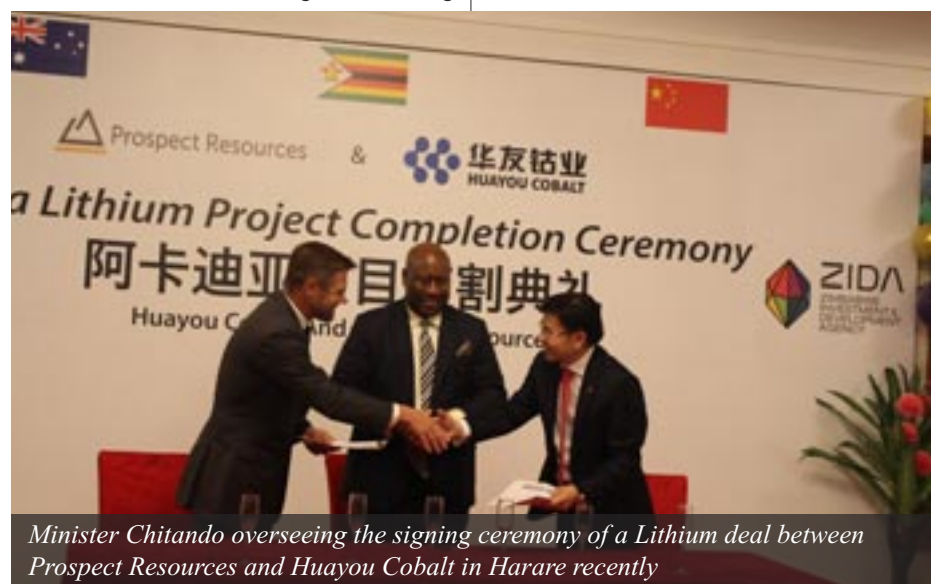 Prospect Resources & 华友钴业
HUAYOU COBALT
a Lithium Project Completion Ceremony
阿卡迪亚 目 割典礼
Huayou C And ource
ZIDA
ZIMBABWE
INVESTMENT &
DEVELOPMENT
AGENCY
Minister Chitando overseeing the signing ceremony of a Lithium deal between
Prospect Resources and Huayou Cobalt in Harare recently